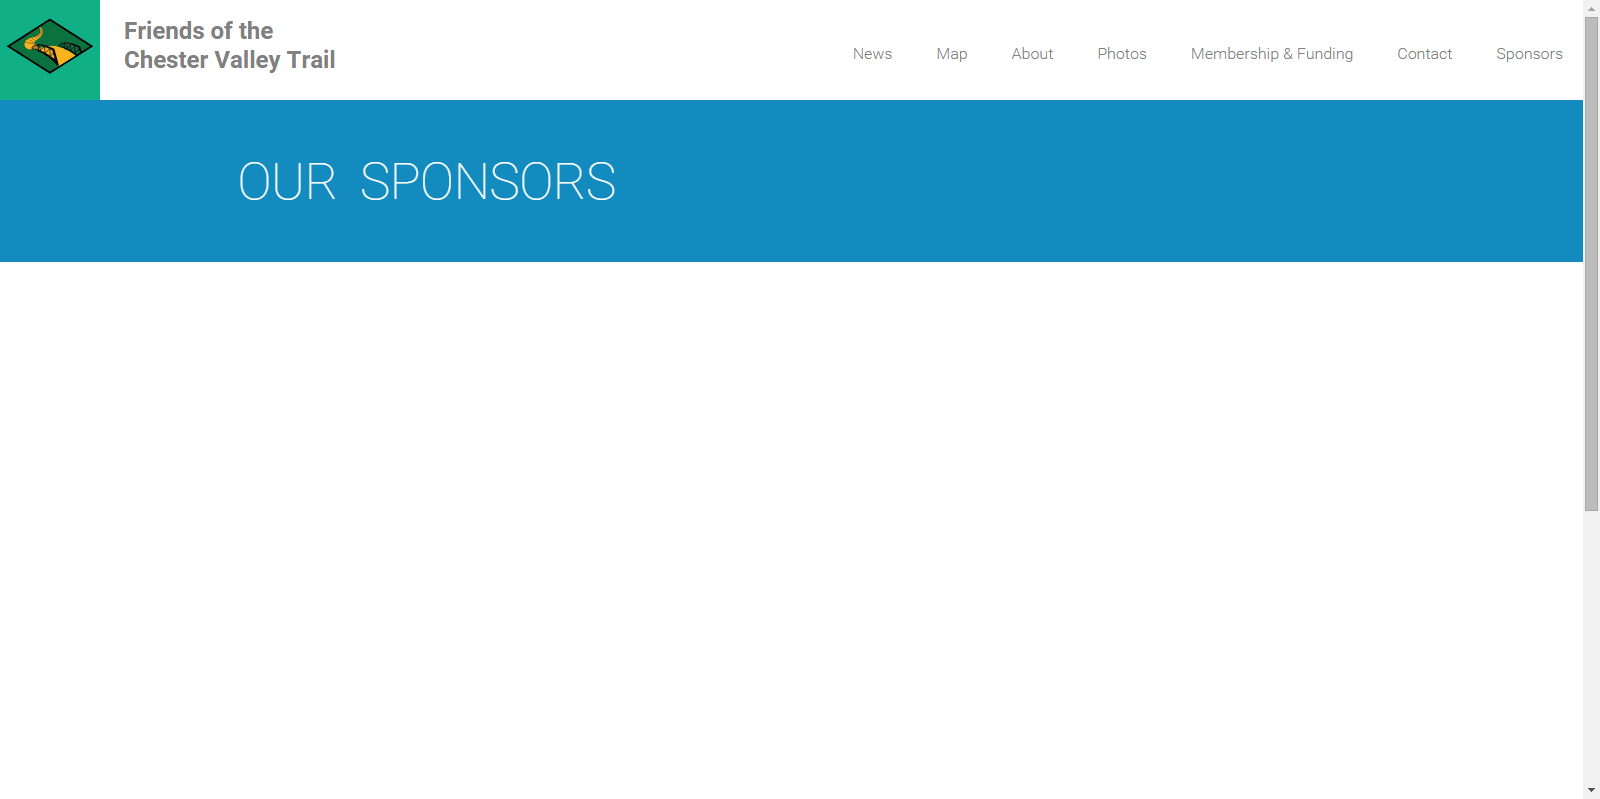 Friends of the
Chester Valley Trail
News Map About Photos Membership & Funding Contact Sponsors
OUR SPONSORS